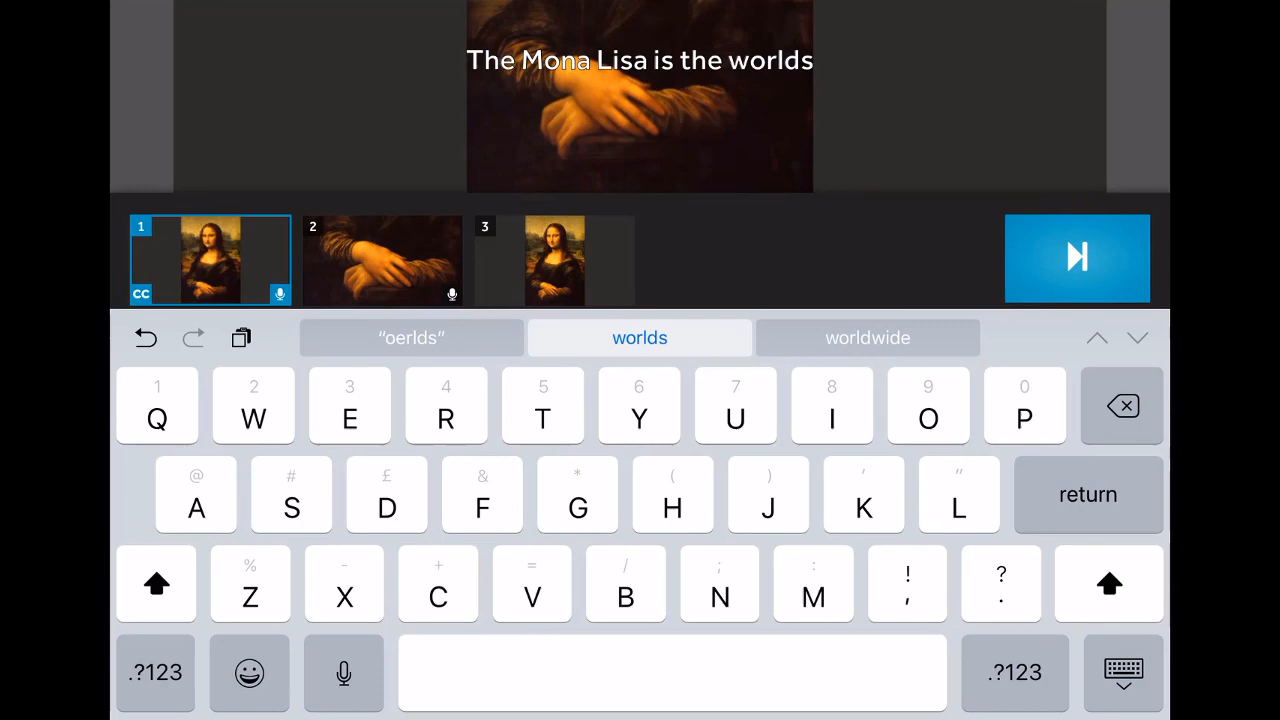 The Mona Lisa is the worlds
1
2
3
CC
“oerlds”
worlds
worldwide
1 2 3 4 5 6 7 8 9 0
Q W E R T Y U I O P
@ # £ & * ( ) ' "
A S D F G H J K L
return
% - + = / ; : ! ?
Z X C V B N M , .
.?123
.?123